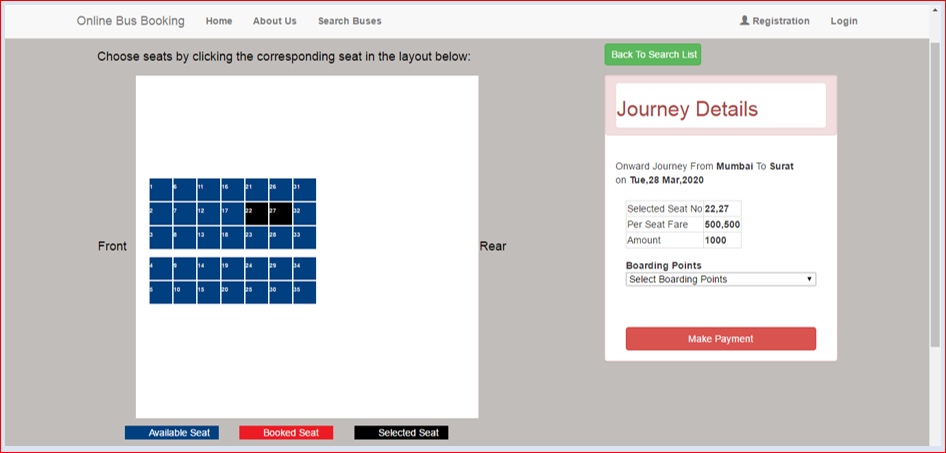 Online Bus Booking Home About Us Search Buses Registration Login
Choose seats by clicking the corresponding seat in the layout below:
Back To Search List
Journey Details
Onward Journey From Mumbai To Surat
on Tue,28 Mar,2020
1 6 11 16 21 26 31
2 7 12 17 22 27 32
3 8 13 18 23 28 33
Front
Rear
4 9 14 19 24 29 34
5 10 15 20 25 30 35
Selected Seat No 22,27
Per Seat Fare 500,500
Amount 1000
Boarding Points
Select Boarding Points
Make Payment
Available Seat Booked Seat Selected Seat